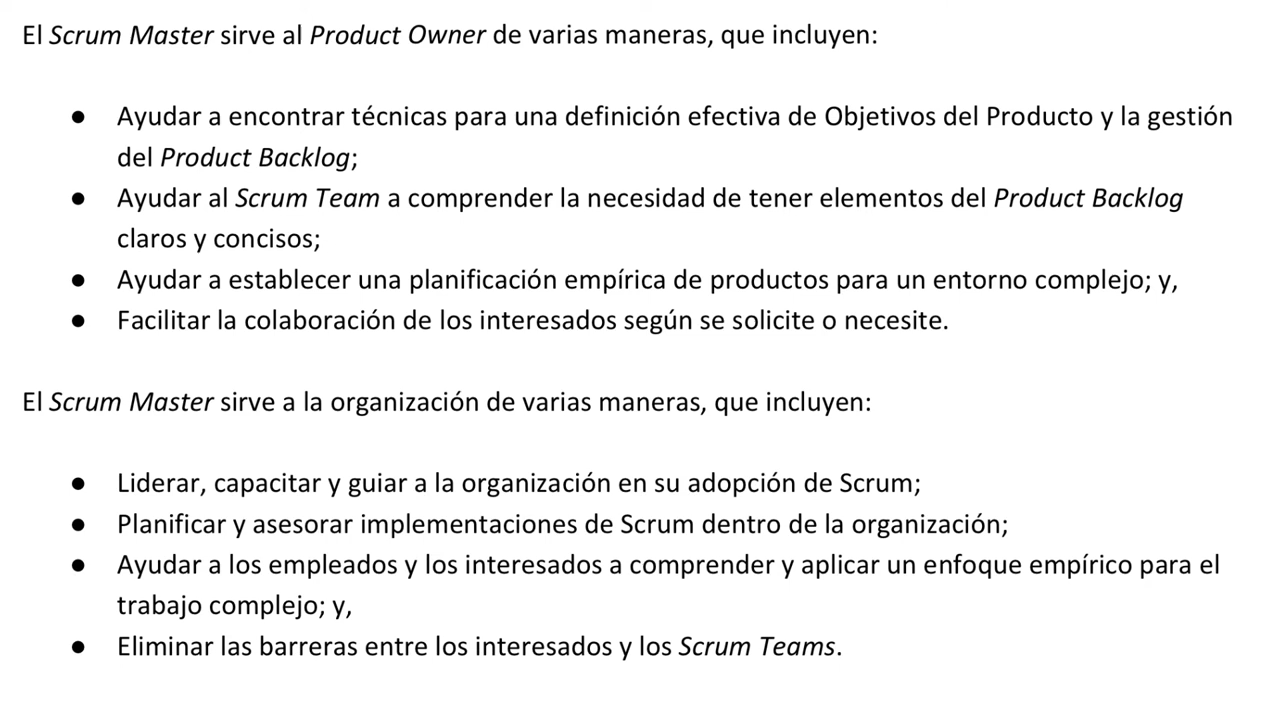 El Scrum Master sirve al Product Owner de varias maneras, que incluyen:
● Ayudar a encontrar técnicas para una definición efectiva de Objetivos del Producto y la gestión
del Product Backlog;
● Ayudar al Scrum Team a comprender la necesidad de tener elementos del Product Backlog
claros y concisos;
● Ayudar a establecer una planificación empírica de productos para un entorno complejo; y,
● Facilitar la colaboración de los interesados según se solicite o necesite.
El Scrum Master sirve a la organización de varias maneras, que incluyen:
● Liderar, capacitar y guiar a la organización en su adopción de Scrum;
● Planificar y asesorar implementaciones de Scrum dentro de la organización;
● Ayudar a los empleados y los interesados a comprender y aplicar un enfoque empírico para el
trabajo complejo; y,
● Eliminar las barreras entre los interesados y los Scrum Teams.